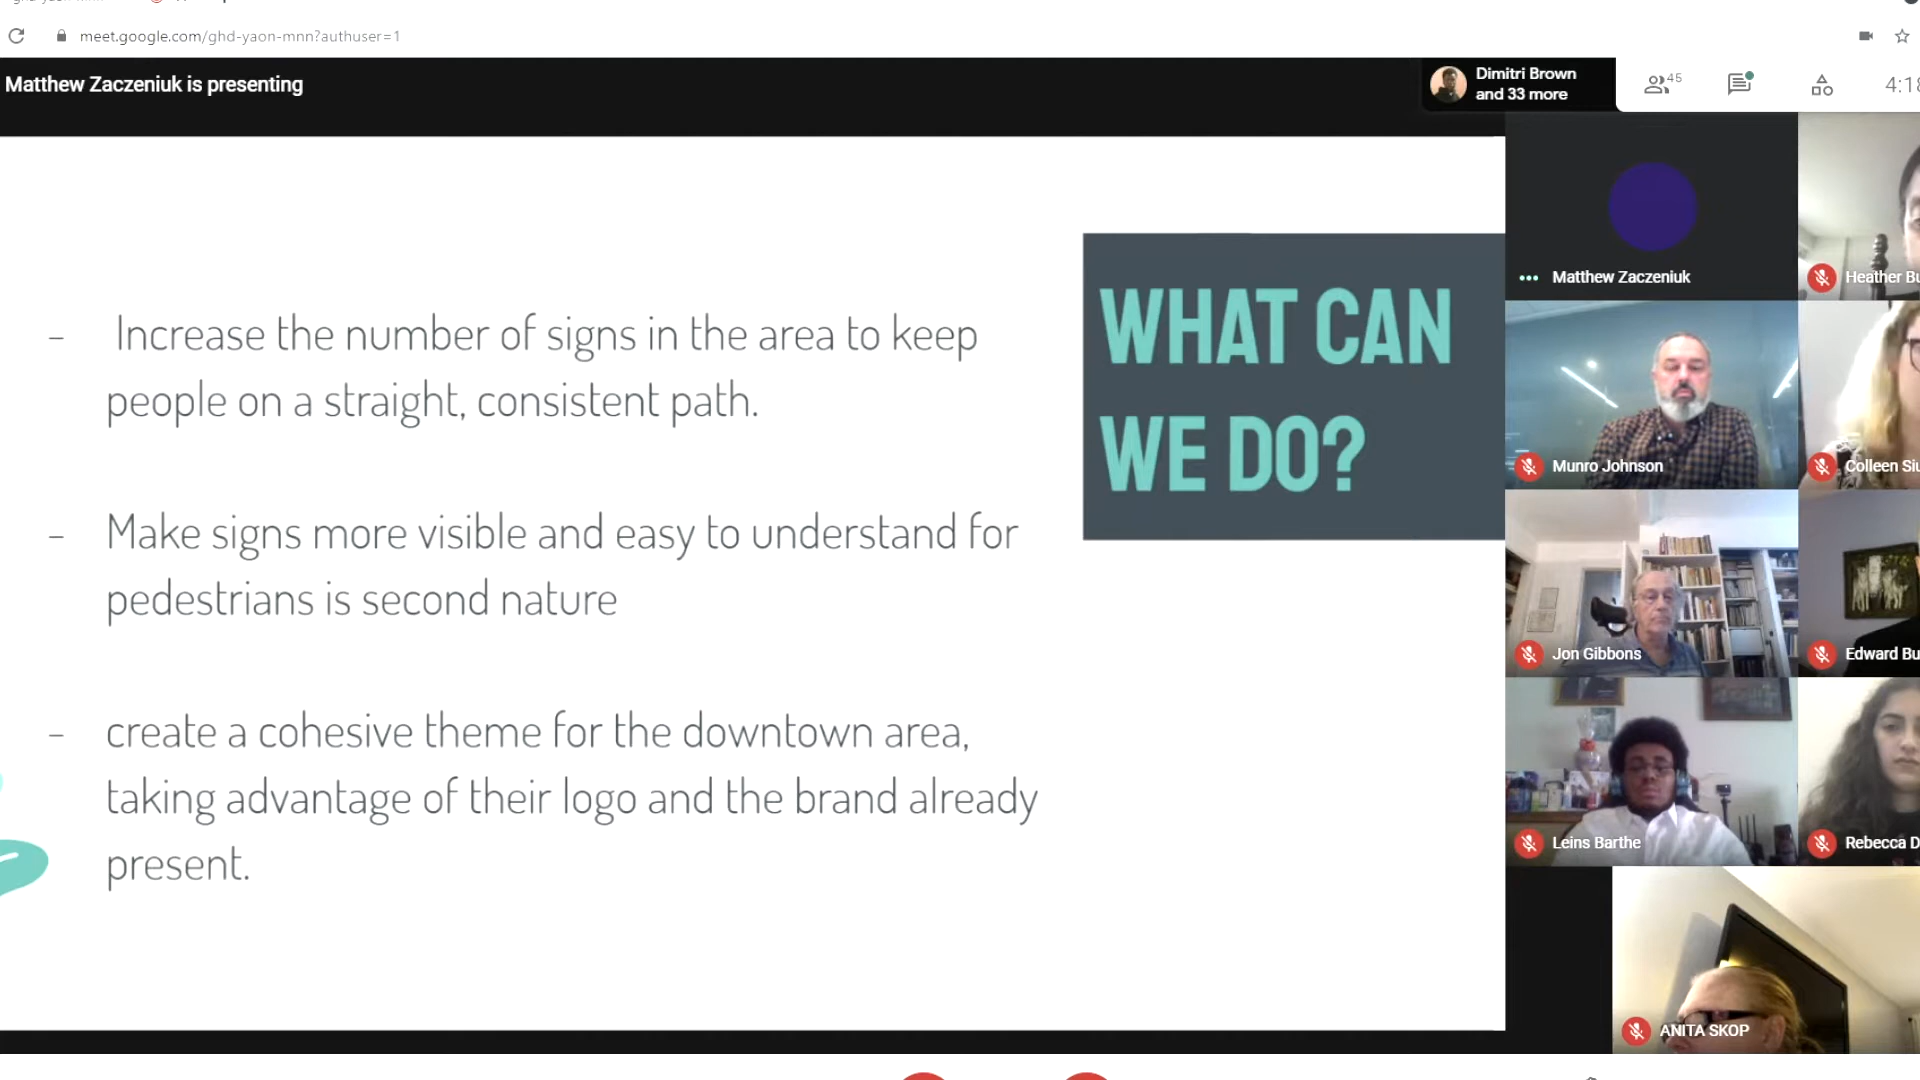 meet.google.com/ghd-yaon-mnn?authuser=1
Matthew Zaczeniuk is presenting
Dimitri Brown
and 33 more
45
4:18
Increase the number of signs in the area to keep
people on a straight, consistent path.
Make signs more visible and easy to understand for
pedestrians is second nature
create a cohesive theme for the downtown area,
taking advantage of their logo and the brand already
present.
WHAT CAN
WE DO?
Matthew Zaczeniuk
Heather Bu
Munro Johnson
Colleen Siu
Jon Gibbons
Edward Bu
Leins Barthe
Rebecca D
ANITA SKOP